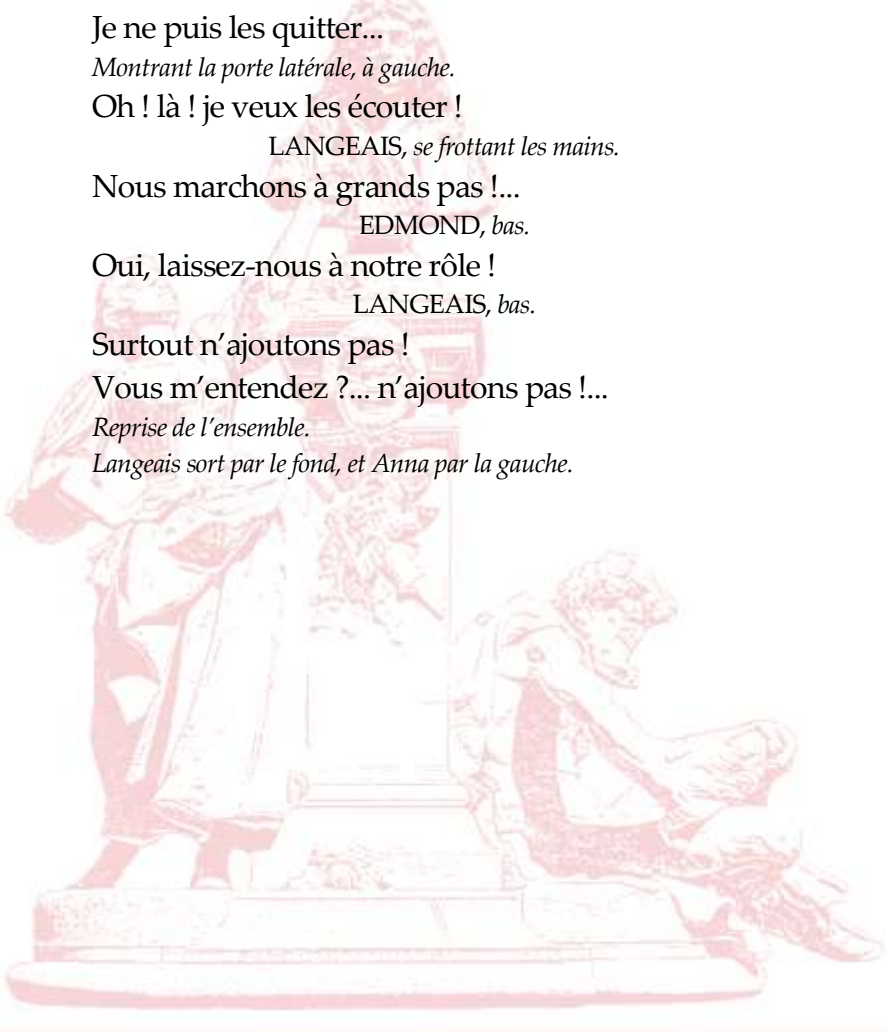 Je ne puis les quitter...
Montrant la porte latérale, à gauche.
Oh ! là ! je veux les écouter !
LANGEAIS, se frottant les mains.
Nous marchons à grands pas !...
EDMOND, bas.
Oui, laissez-nous à notre rôle !
LANGEAIS, bas.
Surtout n’ajoutons pas !
Vous m’entendez ?... n’ajoutons pas !...
Reprise de l’ensemble.
Langeais sort par le fond, et Anna par la gauche.